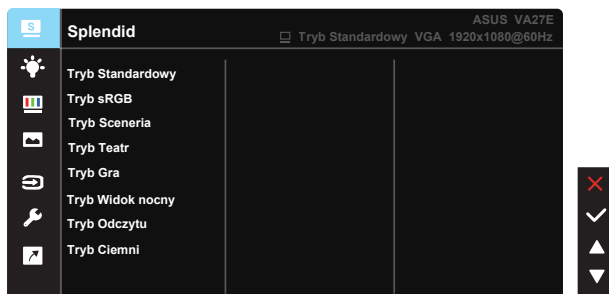 S
Splendid
ASUS VA27E
Tryb Standardowy VGA 1920x1080@60Hz
Tryb Standardowy
Tryb sRGB
Tryb Sceneria
Tryb Teatr
Tryb Gra
Tryb Widok nocny
Tryb Odczytu
Tryb Ciemni